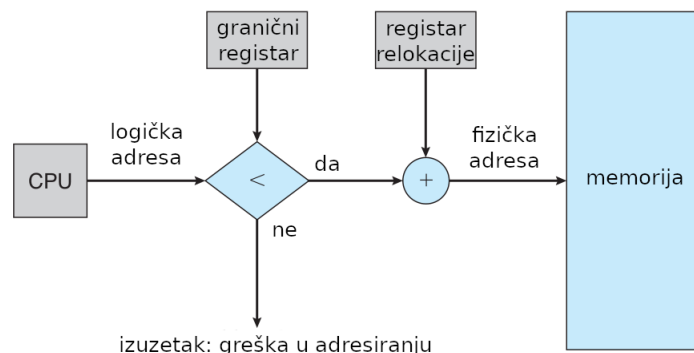 granični
registar
registar
relokacije
logička
adresa
fizička
adresa
CPU
<
da
+
memorija
ne
izuzetak: greška u adresiranju